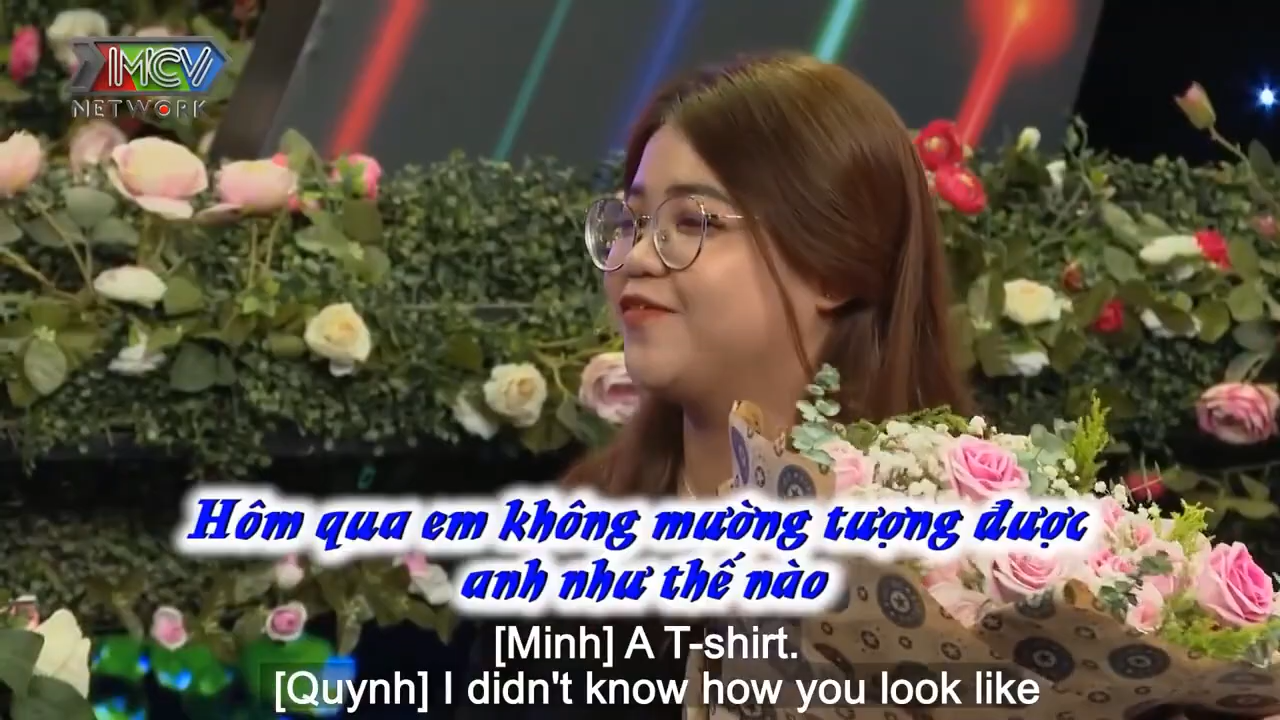 MCV
NETWORK
Hôm qua em không mường tượng được
anh như thế nào
[Minh] A T-shirt.
[Quynh] I didn't know how you look like